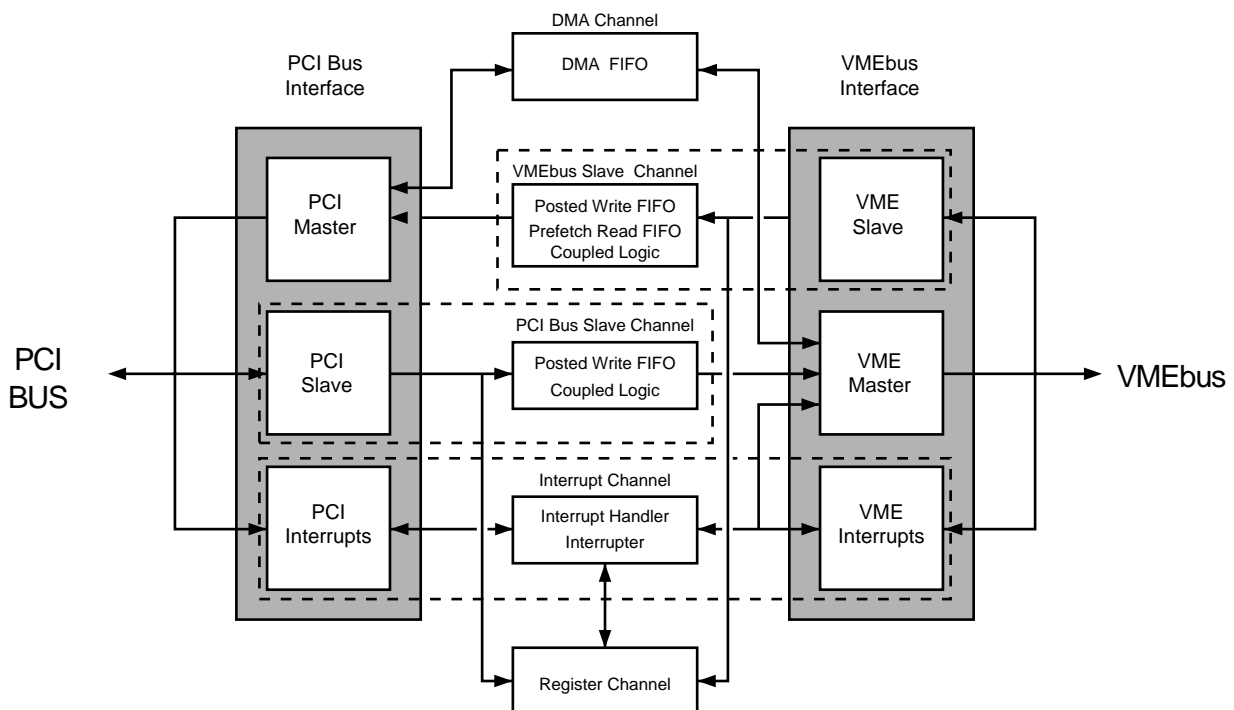 DMA Channel
DMA FIFO
PCI Bus
Interface
VMEbus
Interface
PCI
Master
VMEbus Slave Channel
Posted Write FIFO
Prefetch Read FIFO
Coupled Logic
VME
Slave
PCI
BUS
PCI
Slave
PCI Bus Slave Channel
Posted Write FIFO
Coupled Logic
VME
Master
VMEbus
PCI
Interrupts
Interrupt Channel
Interrupt Handler
Interrupter
VME
Interrupts
Register Channel